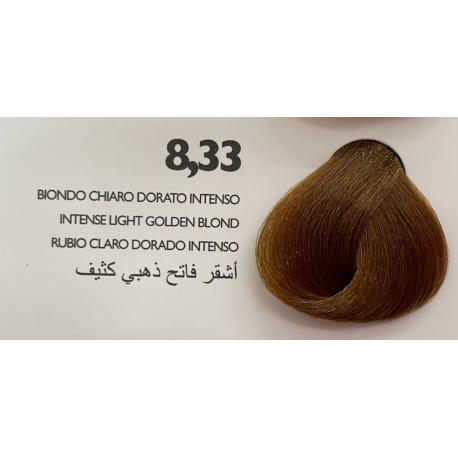 8,33
BIONDO CHIARO DORATO INTENSO
INTENSE LIGHT GOLDEN BLOND
RUBIO CLARO DORADO INTENSO
أشقر فاتح ذهبي كثيف